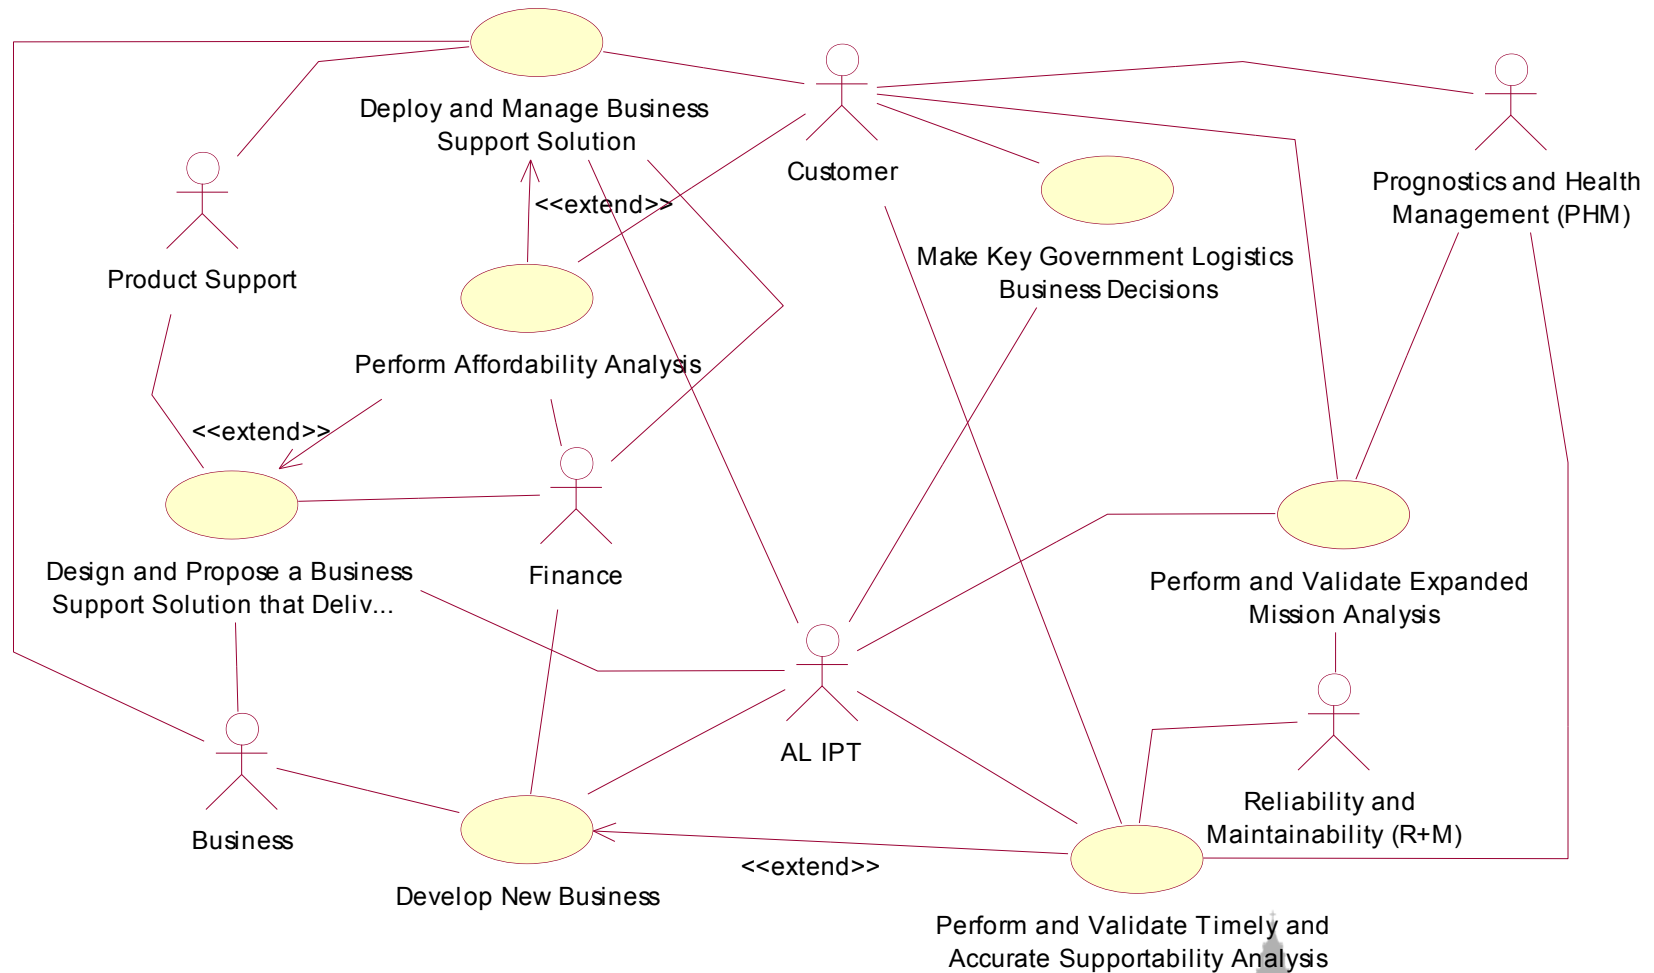 Deploy and Manage Business
Support Solution
Customer
Prognostics and Health
Management (PHM)
<<extend>>
Product Support
Make Key Government Logistics
Business Decisions
Perform Affordability Analysis
<<extend>>
Design and Propose a Business
Support Solution that Deliv...
Finance
Perform and Validate Expanded
Mission Analysis
AL IPT
Reliability and
Maintainability (R+M)
Business
<<extend>>
Develop New Business
Perform and Validate Timely and
Accurate Supportability Analysis